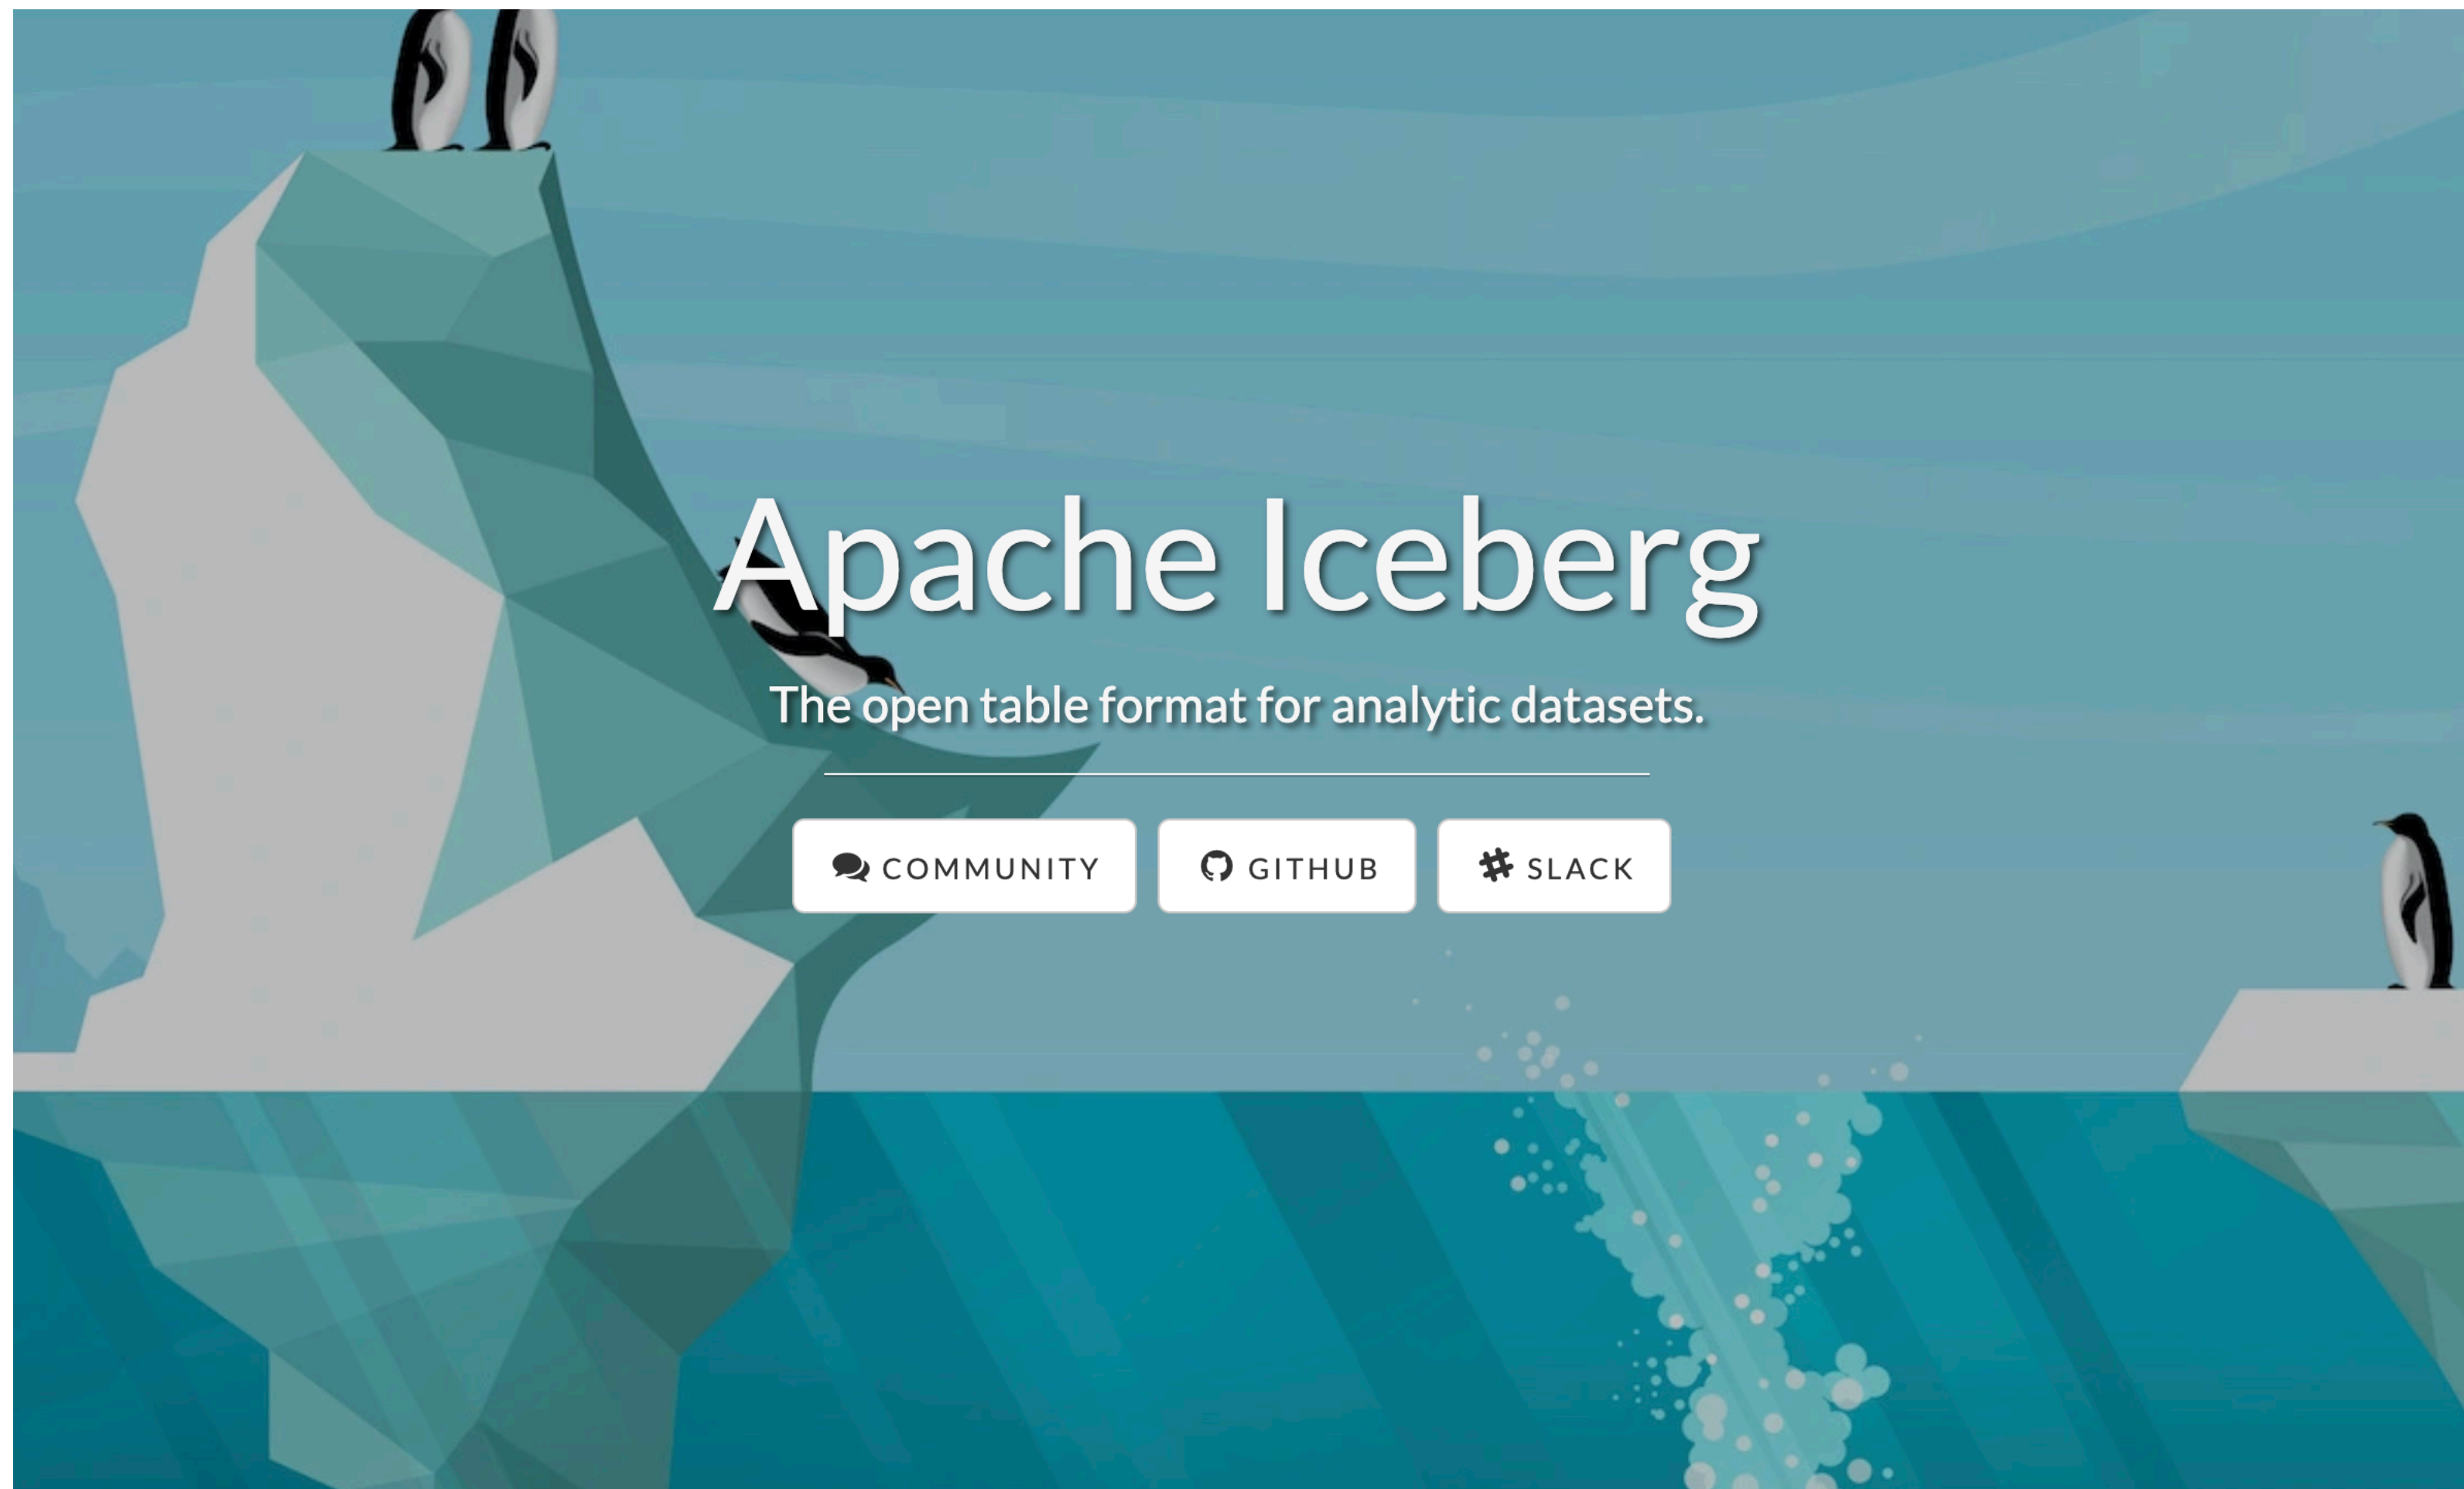 Apache Iceberg
The open table format for analytic datasets.
COMMUNITY GITHUB SLACK